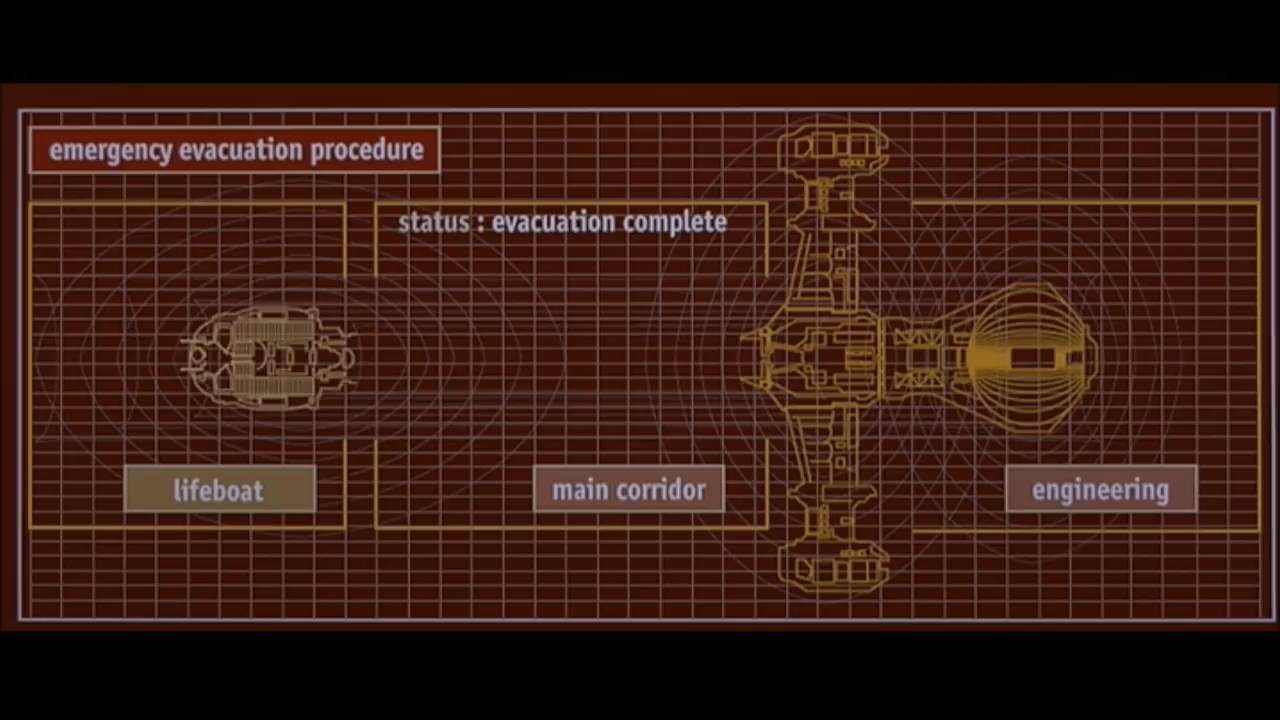 emergency evacuation procedure
status : evacuation complete
lifeboat
main corridor
engineering